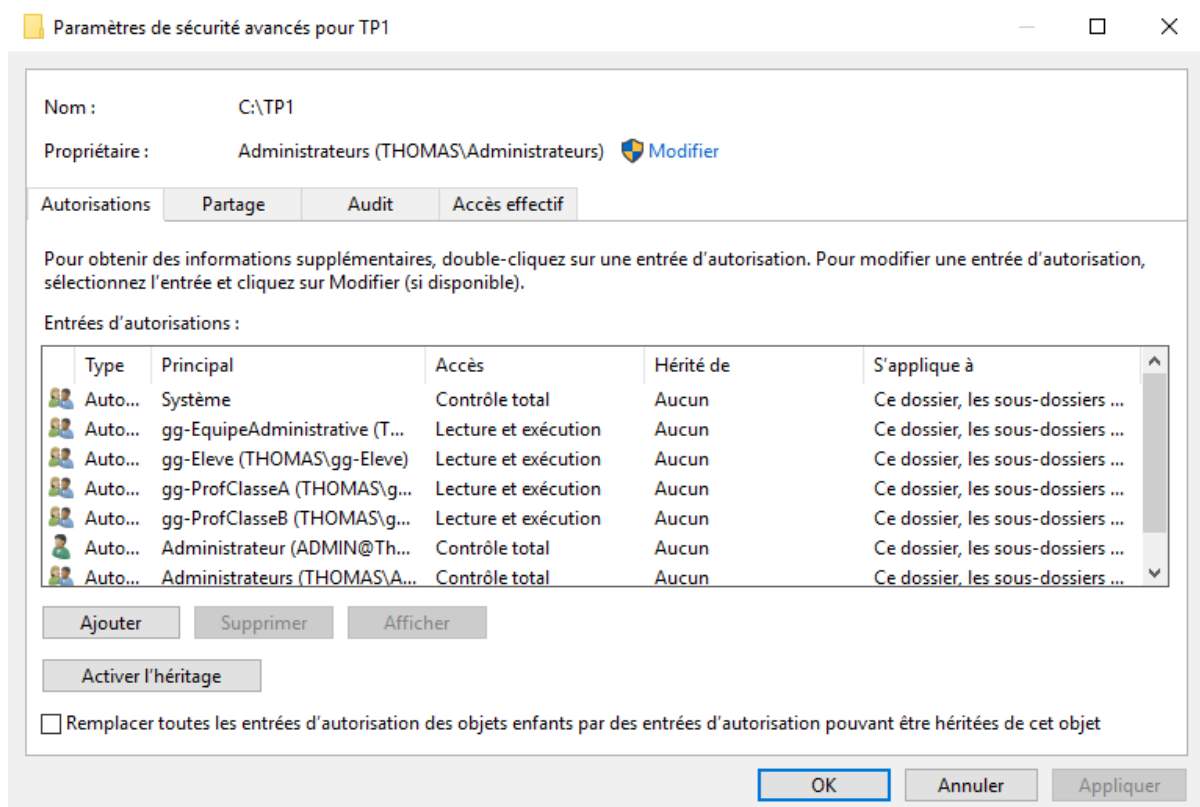 Paramètres de sécurité avancés pour TP1
Nom : C:\TP1
Propriétaire : Administrateurs (THOMAS\Administrateurs) Modifier
Autorisations Partage Audit Accès effectif
Pour obtenir des informations supplémentaires, double-cliquez sur une entrée d'autorisation. Pour modifier une entrée d'autorisation,
sélectionnez l'entrée et cliquez sur Modifier (si disponible).
Entrées d'autorisations :
Type Principal Accès Hérité de S'applique à
Auto... Système Contrôle total Aucun Ce dossier, les sous-dossiers ...
Auto... gg-EquipeAdministrative (T... Lecture et exécution Aucun Ce dossier, les sous-dossiers ...
Auto... gg-Eleve (THOMAS\gg-Eleve) Lecture et exécution Aucun Ce dossier, les sous-dossiers ...
Auto... gg-ProfClasseA (THOMAS\g... Lecture et exécution Aucun Ce dossier, les sous-dossiers ...
Auto... gg-ProfClasseB (THOMAS\g... Lecture et exécution Aucun Ce dossier, les sous-dossiers ...
Auto... Administrateur (ADMIN@Th... Contrôle total Aucun Ce dossier, les sous-dossiers ...
Auto... Administrateurs (THOMAS\A... Contrôle total Aucun Ce dossier, les sous-dossiers ...
Ajouter Supprimer Afficher
Activer l'héritage
Remplacer toutes les entrées d'autorisation des objets enfants par des entrées d'autorisation pouvant être héritées de cet objet
OK Annuler Appliquer